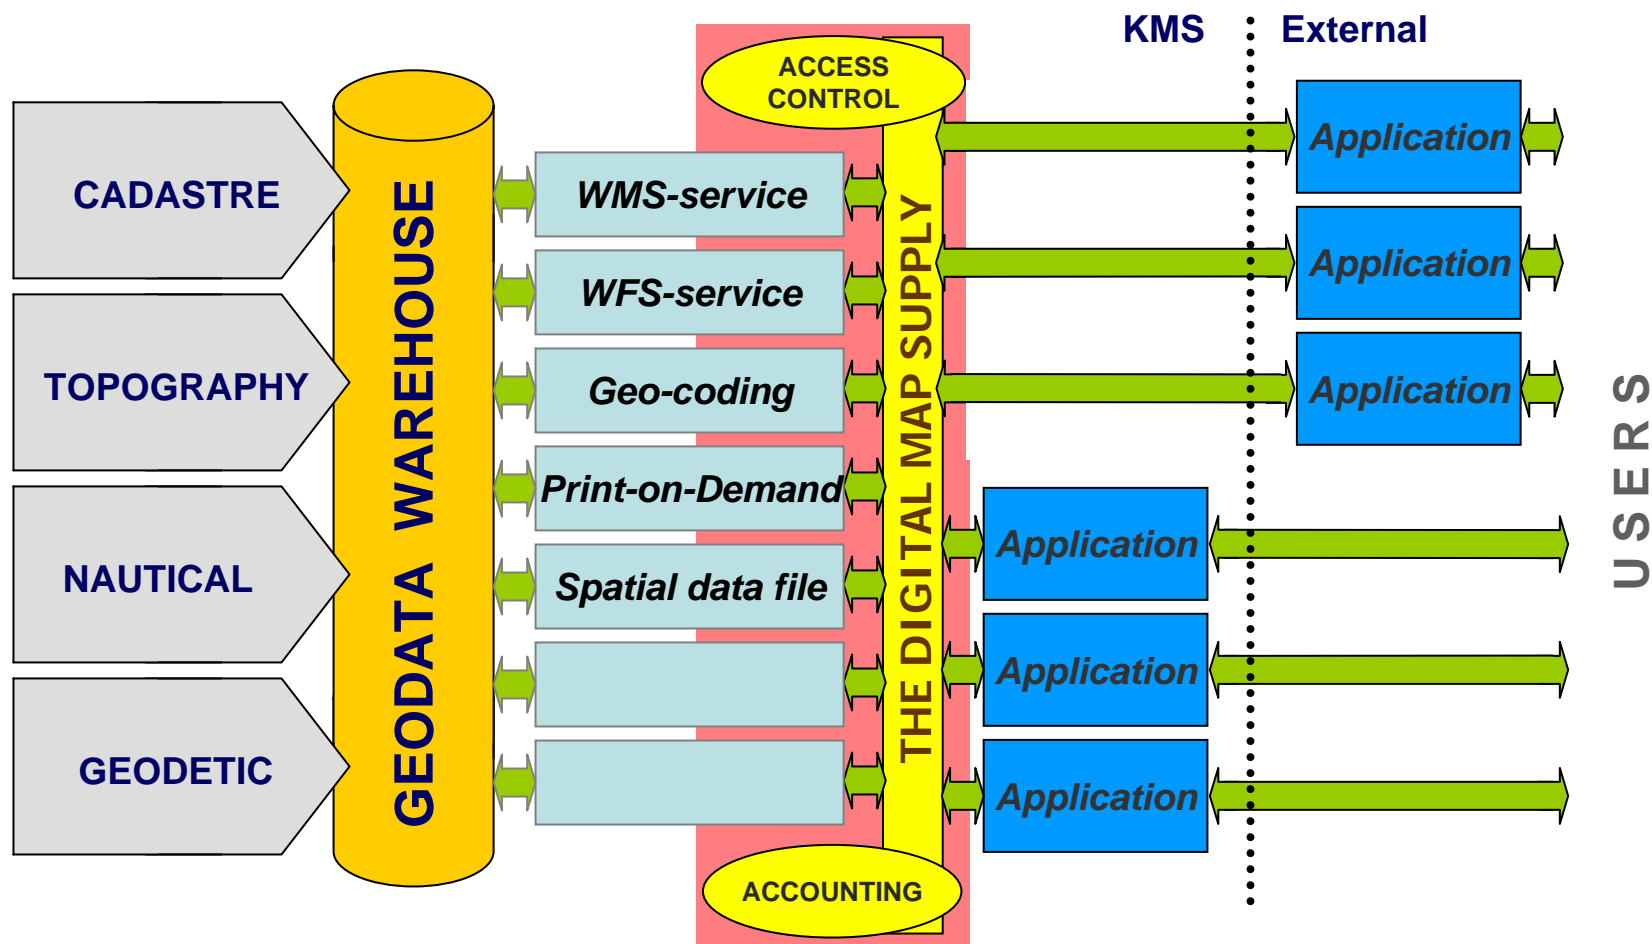 KMS
External
ACCESS
CONTROL
CADASTRE
TOPOGRAPHY
NAUTICAL
GEODETIC
GEODATA WAREHOUSE
WMS-service
WFS-service
Geo-coding
Print-on-Demand
Spatial data file
THE DIGITAL MAP SUPPLY
ACCOUNTING
Application
Application
Application
Application
Application
Application
USERS